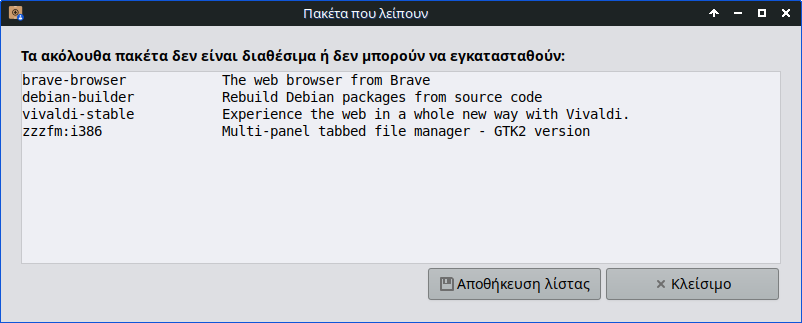 Πακέτα που λείπουν
Τα ακόλουθα πακέτα δεν είναι διαθέσιμα ή δεν μπορούν να εγκατασταθούν:
brave-browser The web browser from Brave
debian-builder Rebuild Debian packages from source code
vivaldi-stable Experience the web in a whole new way with Vivaldi.
zzzfm:i386 Multi-panel tabbed file manager - GTK2 version
Αποθήκευση λίστας Κλείσιμο